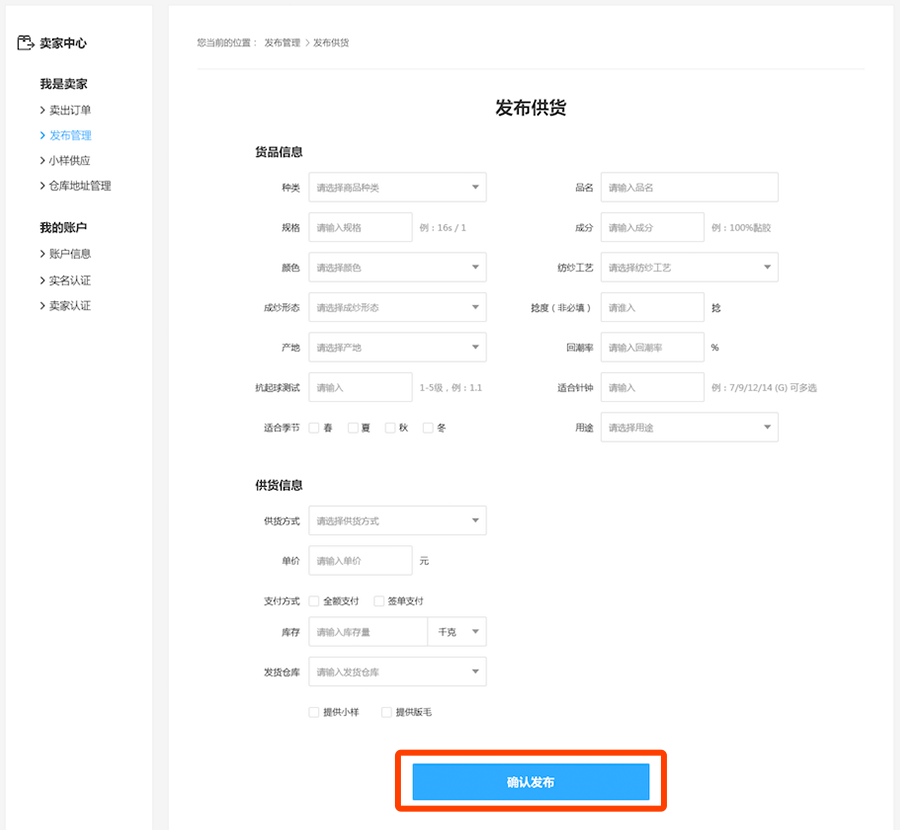 卖家中心
我是卖家
卖出订单
发布管理
小样供应
仓库地址管理
我的账户
账户信息
实名认证
卖家认证
您当前的位置： 发布管理 > 发布供货
发布供货
货品信息
种类 请选择商品种类 品名 请输入品名
规格 请输入规格 例：16s / 1 成分 请输入成分 例：100%黏胶
颜色 请选择颜色 纺纱工艺 请选择纺纱工艺
成纱形态 请选择成纱形态 捻度（非必填） 请谁入 捻
产地 请选择产地 回潮率 请输入回潮率 %
抗起球测试 请输入 1-5级，例：1.1 适合针钟 请输入 例：7/9/12/14 (G) 可多选
适合季节 春 夏 秋 冬 用途 请选择用途
供货信息
供货方式 请选择供货方式
单价 请输入单价 元
支付方式 全额支付 签单支付
库存 请输入库存量 千克
发货仓库 请输入发货仓库
提供小样 提供版毛
确认发布